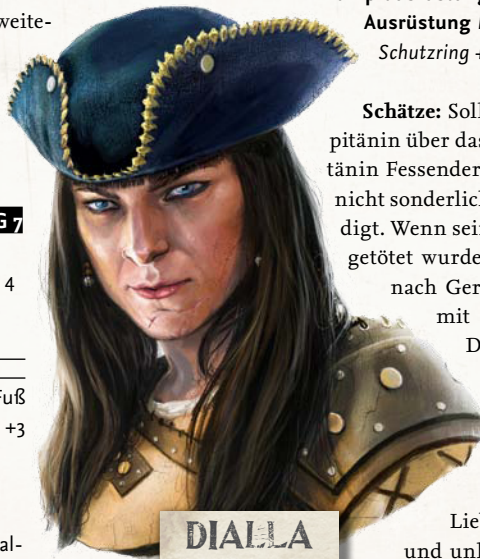 weite-
G 7
4
Fuß
+3
al-
Ausrüstung
Schutzring +
Schätze: Soll
pitänin über das
tänin Fessender
nicht sonderlich
digt. Wenn sein
getötet wurde
nach Ger
mit
D
Lie
und un
DIALLA